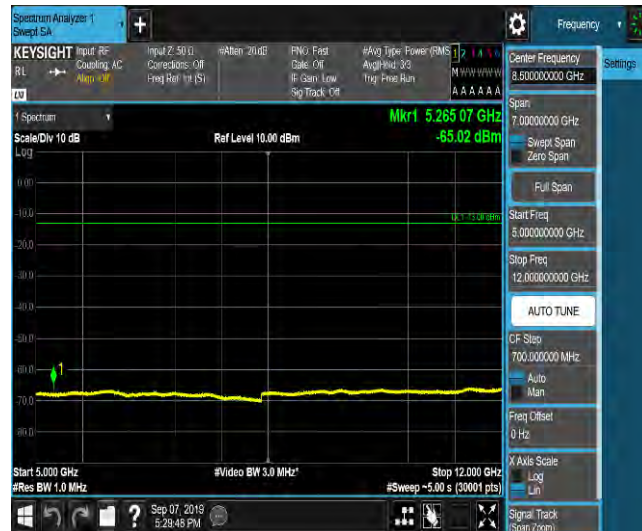 Spectrum Analyzer 1
Swept SA
Frequency
KEYSIGHT
RL
Input: RF
Coupling: AC
Align: Off
Input Z: 50 Ω
Corrections: Off
Freq Ref: Int (S)
#Atten: 20 dB
PNO: Fast
Gate: Off
IF Gain: Low
Sig Track: Off
#Avg Type: Power (RMS
Avg|Hold: 3/3
Trig: Free Run
1 2 3 4 5 6
M W W W W W
A A A A A A
LXI
1 Spectrum
Scale/Div 10 dB
Log
Ref Level 10.00 dBm
Mkr1 5.265 07 GHz
-65.02 dBm
0.00
-10.0
DL1 -13.00 dBm
-20.0
-30.0
-40.0
-50.0
-60.0
1
-70.0
-80.0
Start 5.000 GHz
#Res BW 1.0 MHz
#Video BW 3.0 MHz*
Stop 12.000 GHz
#Sweep ~5.00 s (30001 pts)
Sep 07, 2019
5:29:48 PM
Center Frequency
8.500000000 GHz
Settings
Span
7.00000000 GHz
Swept Span
Zero Span
Full Span
Start Freq
5.000000000 GHz
Stop Freq
12.000000000 GHz
AUTO TUNE
CF Step
700.000000 MHz
Auto
Man
Freq Offset
0 Hz
X Axis Scale
Log
Lin
Signal Track
(Span Zoom)